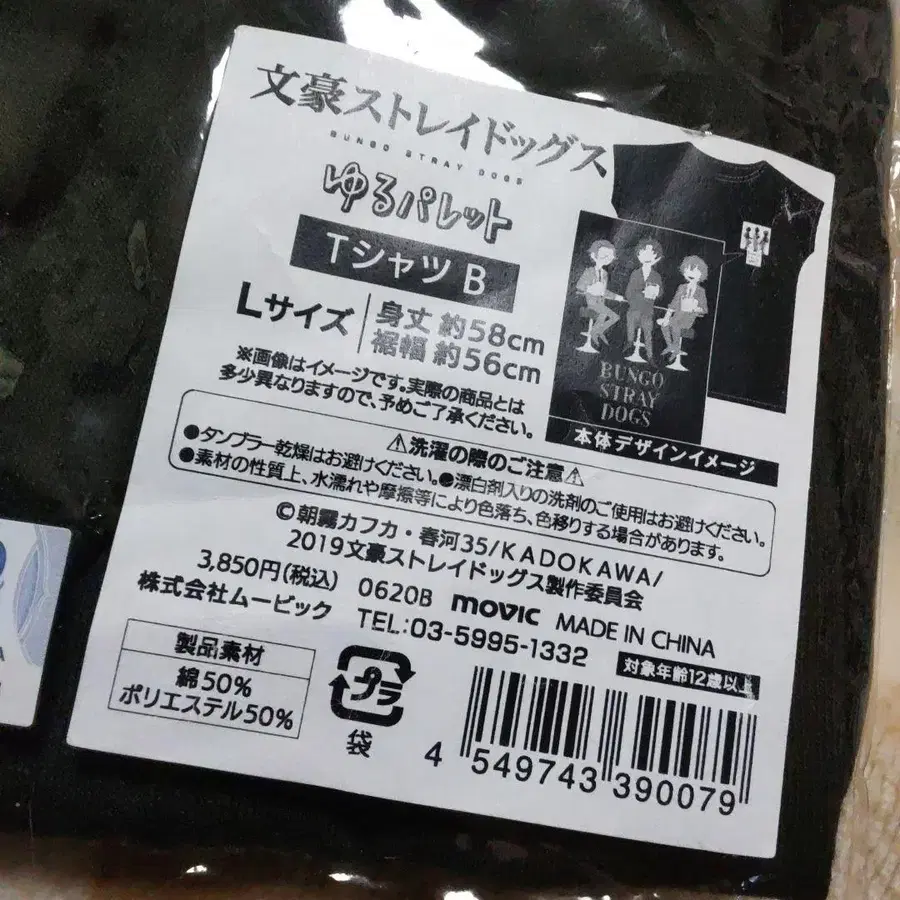 文豪ストレイドッグス
BUNGO STRAY DOGS
ゆるパレット
TシャツB
Lサイズ
身丈 約58cm
裾幅 約56cm
※画像はイメージです。実際の商品とは
多少異なりますので、予めご了承ください。
BUNGO
STRAY
DOGS
本体デザインイメージ
⚠洗濯の際のご注意⚠
●タンブラー乾燥はお避けください。●漂白剤入りの洗剤のご使用はお避けください。
●素材の性質上、水濡れや摩擦等により色落ち、色移りする場合があります。
©朝霧カフカ・春河35/KADOKAWA/
2019文豪ストレイドッグス製作委員会
3,850円(税込) 0620B movic MADE IN CHINA
株式会社ムービック TEL:03-5995-1332
対象年齢12歳以上
製品素材
綿50%
ポリエステル50%
プラ
袋
4 549743 390079